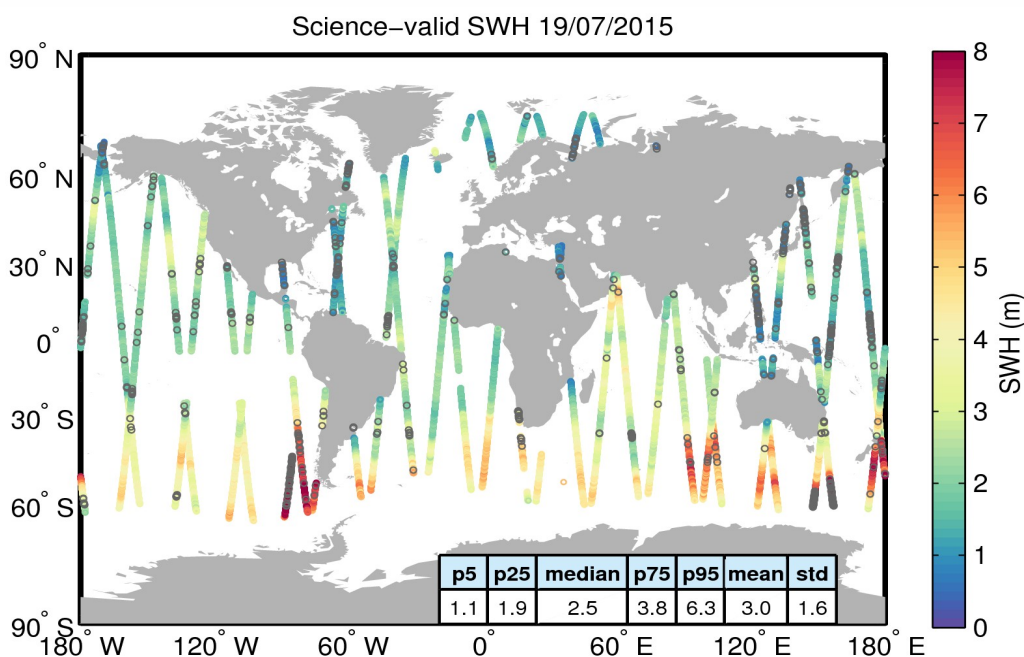 Science−valid SWH 19/07/2015
90° N
60° N
30° N
0°
30° S
60° S
90° S
180° W
120° W
60° W
0°
60° E
120° E
180° E
p5 p25 median p75 p95 mean std
1.1 1.9 2.5 3.8 6.3 3.0 1.6
8
7
6
5
4
3
2
1
0
SWH (m)